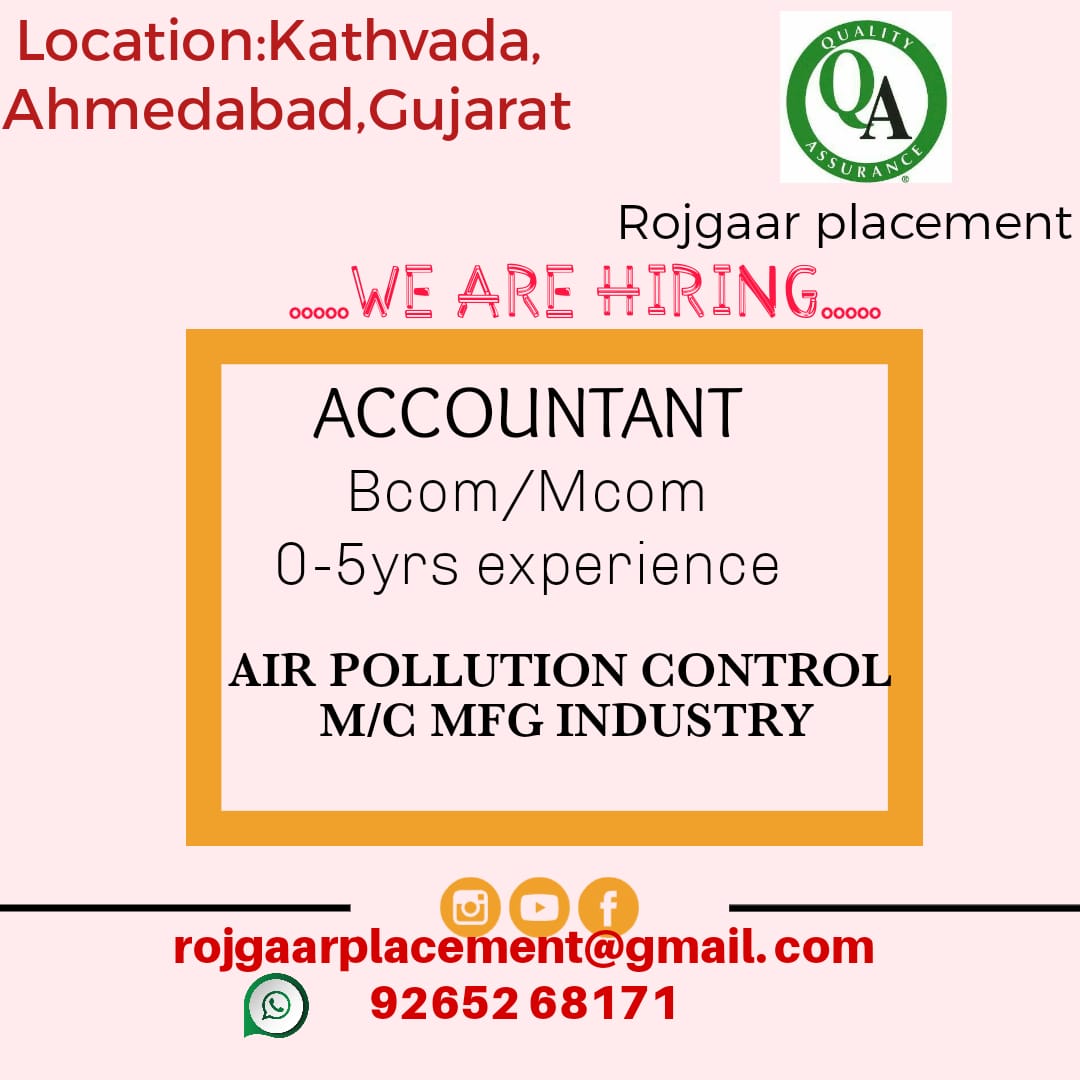 Location:Kathvada,
Ahmedabad,Gujarat
QUALITY
QA
ASSURANCE
®
Rojgaar placement
.....WE ARE HIRING.....
ACCOUNTANT
Bcom/Mcom
0-5yrs experience
AIR POLLUTION CONTROL
M/C MFG INDUSTRY
rojgaarplacement@gmail.com
92652 68171